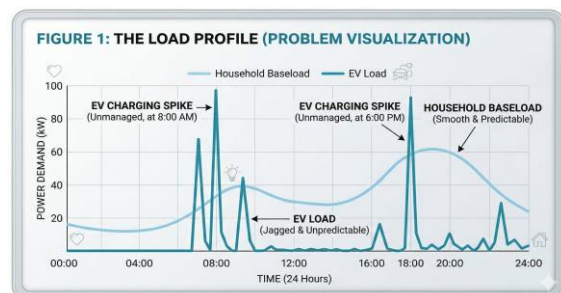 FIGURE 1: THE LOAD PROFILE (PROBLEM VISUALIZATION)
Household Baseload EV Load
POWER DEMAND (kW)
100
80
60
40
20
EV CHARGING SPIKE
(Unmanaged, at 8:00 AM)
EV CHARGING SPIKE
(Unmanaged, at 6:00 PM)
HOUSEHOLD BASELOAD
(Smooth & Predictable)
EV LOAD
(Jagged & Unpredictable)
00:00 04:00 08:00 12:00 16:00 18:00 20:00 24:00
TIME (24 Hours)